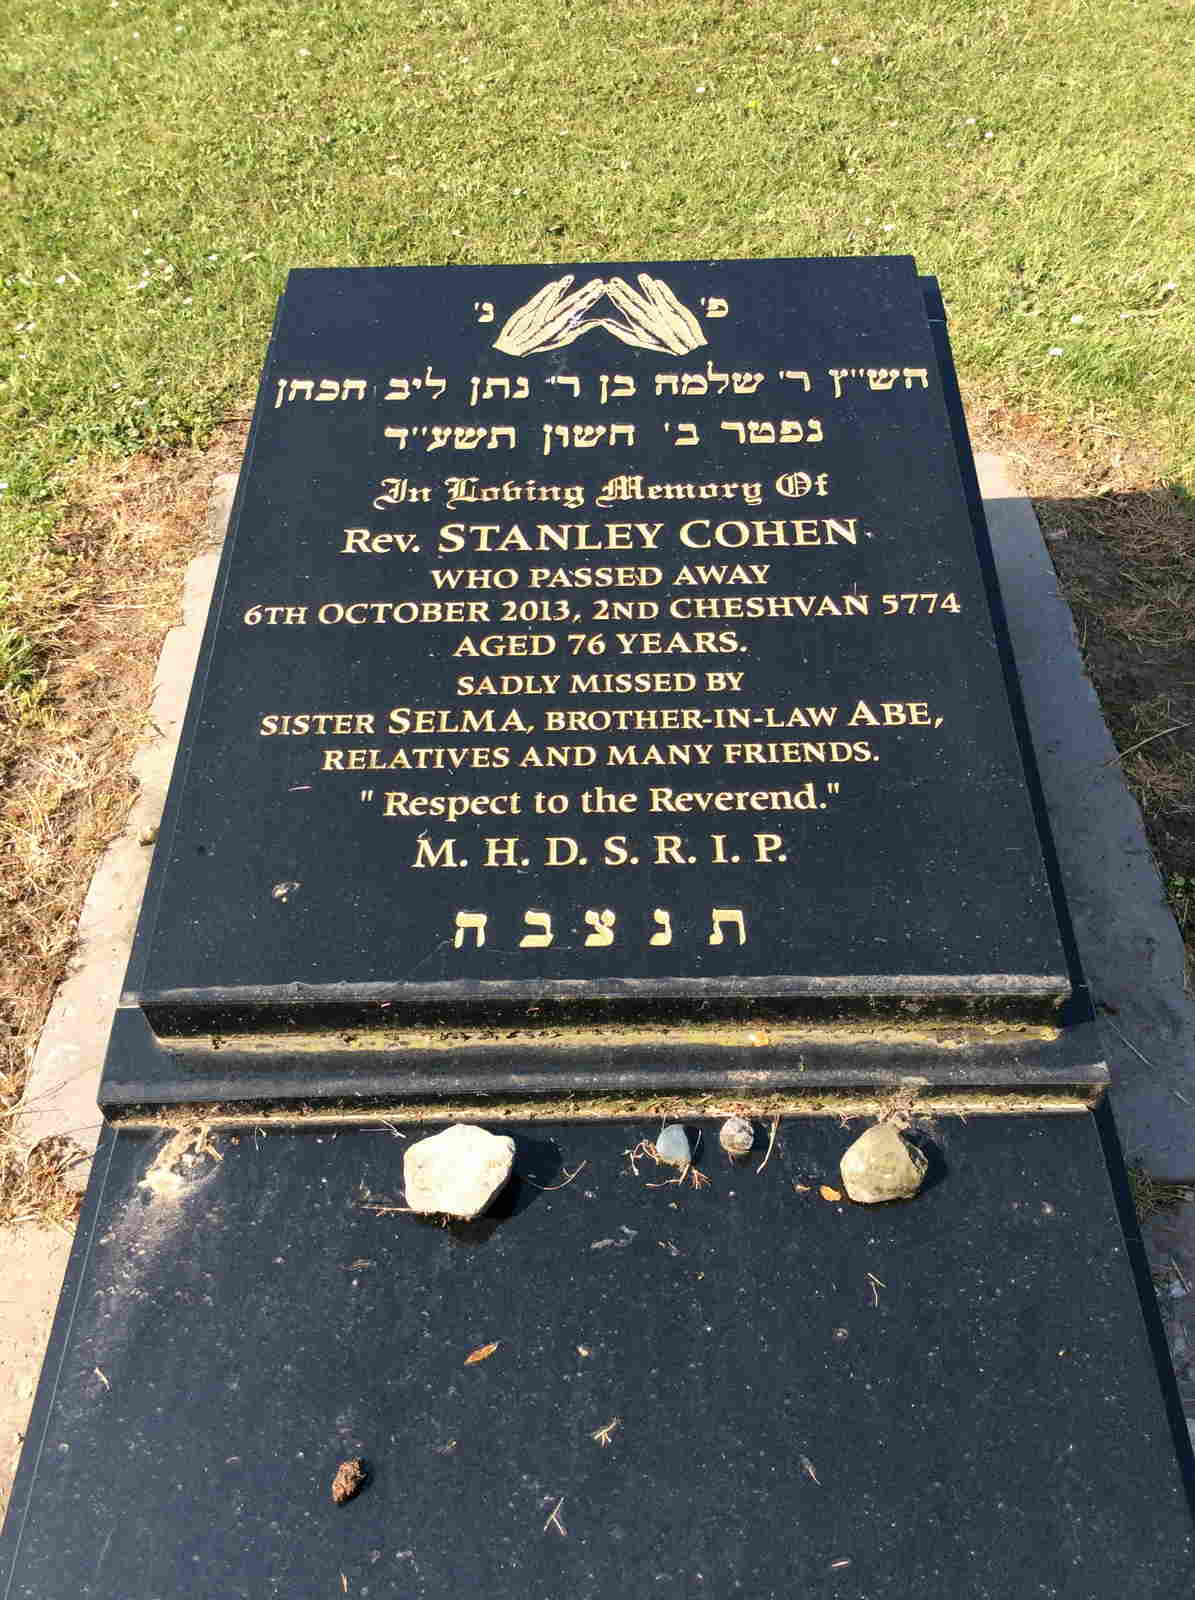 פ' נ'
הש"ץ ר' שלמה בן ר' נתן ליב הכהן
נפטר ב' חשון תשע"ד
In Loving Memory Of
Rev. STANLEY COHEN
WHO PASSED AWAY
6TH OCTOBER 2013, 2ND CHESHVAN 5774
AGED 76 YEARS.
SADLY MISSED BY
SISTER SELMA, BROTHER-IN-LAW ABE,
RELATIVES AND MANY FRIENDS.
"Respect to the Reverend."
M. H. D. S. R. I. P.
ת נ צ ב ה